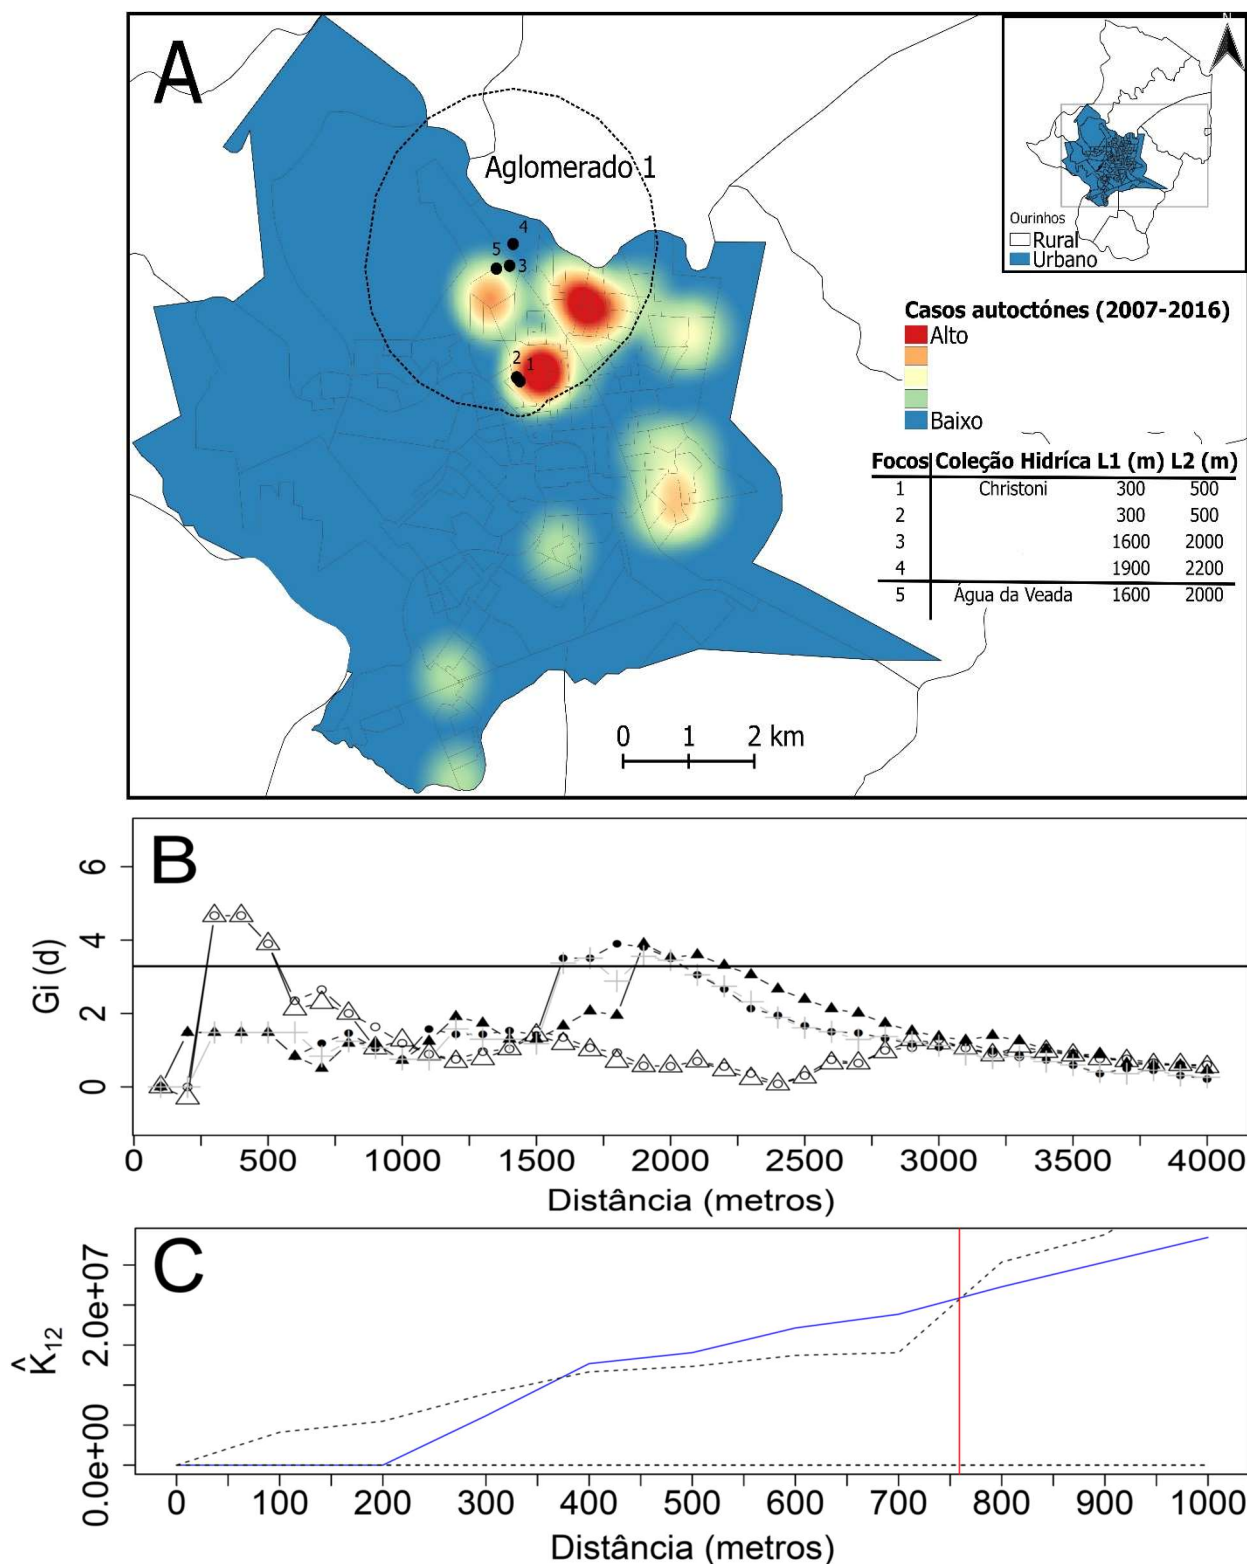 A
N
Aglomerado 1
4
5
3
2
1
Ourinhos
Rural
Urbano
Casos autoctónes (2007-2016)
Alto
Baixo
Focos Coleção Hidríca L1 (m) L2 (m)
1 Christoni 300 500
2 300 500
3 1600 2000
4 1900 2200
5 Água da Veada 1600 2000
0 1 2 km
B
6
4
2
0
Gi (d)
0 500 1000 1500 2000 2500 3000 3500 4000
Distância (metros)
C
2.0e+07
0.0e+00
K̂12
0 100 200 300 400 500 600 700 800 900 1000
Distância (metros)